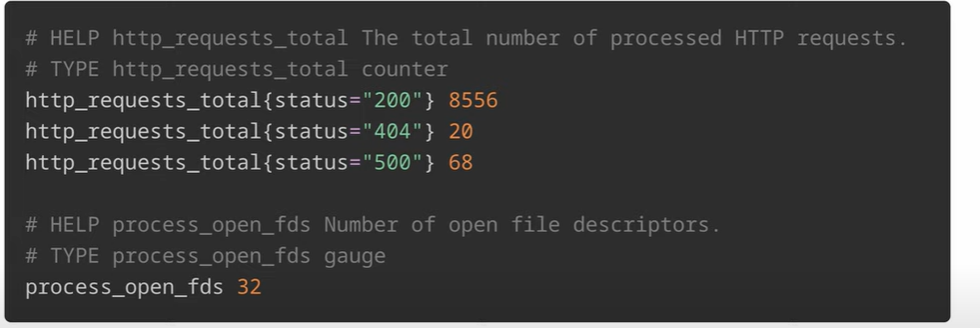 # HELP http_requests_total The total number of processed HTTP requests.
# TYPE http_requests_total counter
http_requests_total{status="200"} 8556
http_requests_total{status="404"} 20
http_requests_total{status="500"} 68

# HELP process_open_fds Number of open file descriptors.
# TYPE process_open_fds gauge
process_open_fds 32